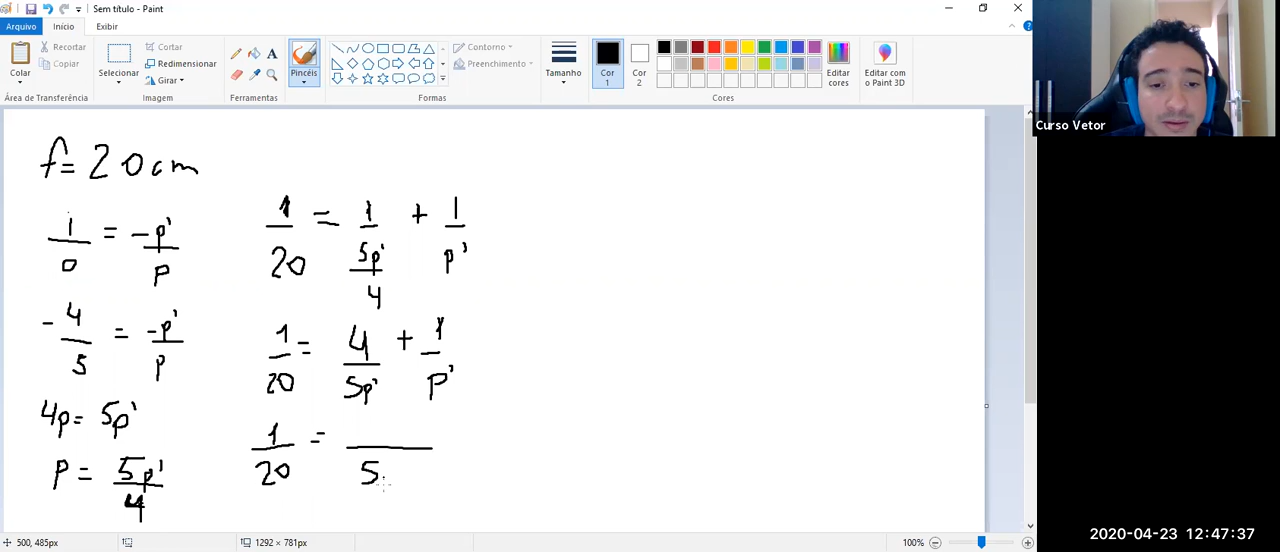 Sem título - Paint
Arquivo Início Exibir
Colar
Recortar
Copiar
Área de Transferência
Selecionar
Cortar
Redimensionar
Girar
Imagem
Ferramentas
Pincéis
Contorno
Preenchimento
Formas
Tamanho
Cor 1
Cor 2
Editar cores
Editar com o Paint 3D
Cores
Curso Vetor
f = 20 cm
1/0 = -p'/p
-4/5 = -p'/p
4p = 5p'
P = 5p'/4
1/20 = 1/(5p'/4) + 1/p'
1/20 = 4/5p' + 1/p'
1/20 = /5
500, 485px
1292 × 781px
100%
2020-04-23 12:47:37